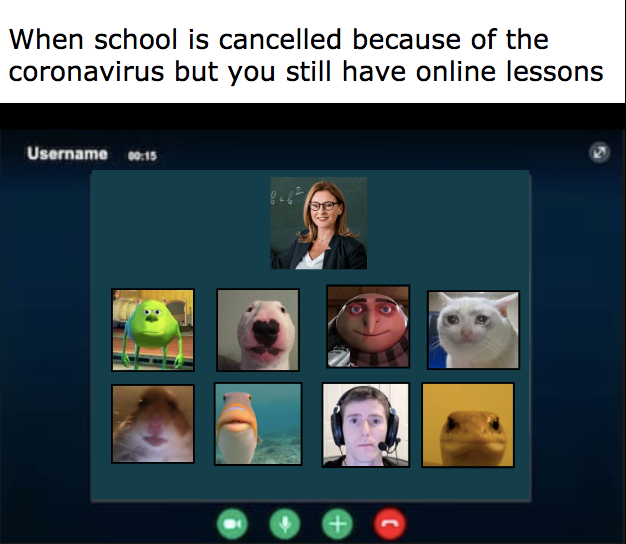 When school is cancelled because of the
coronavirus but you still have online lessons
Username 00:15